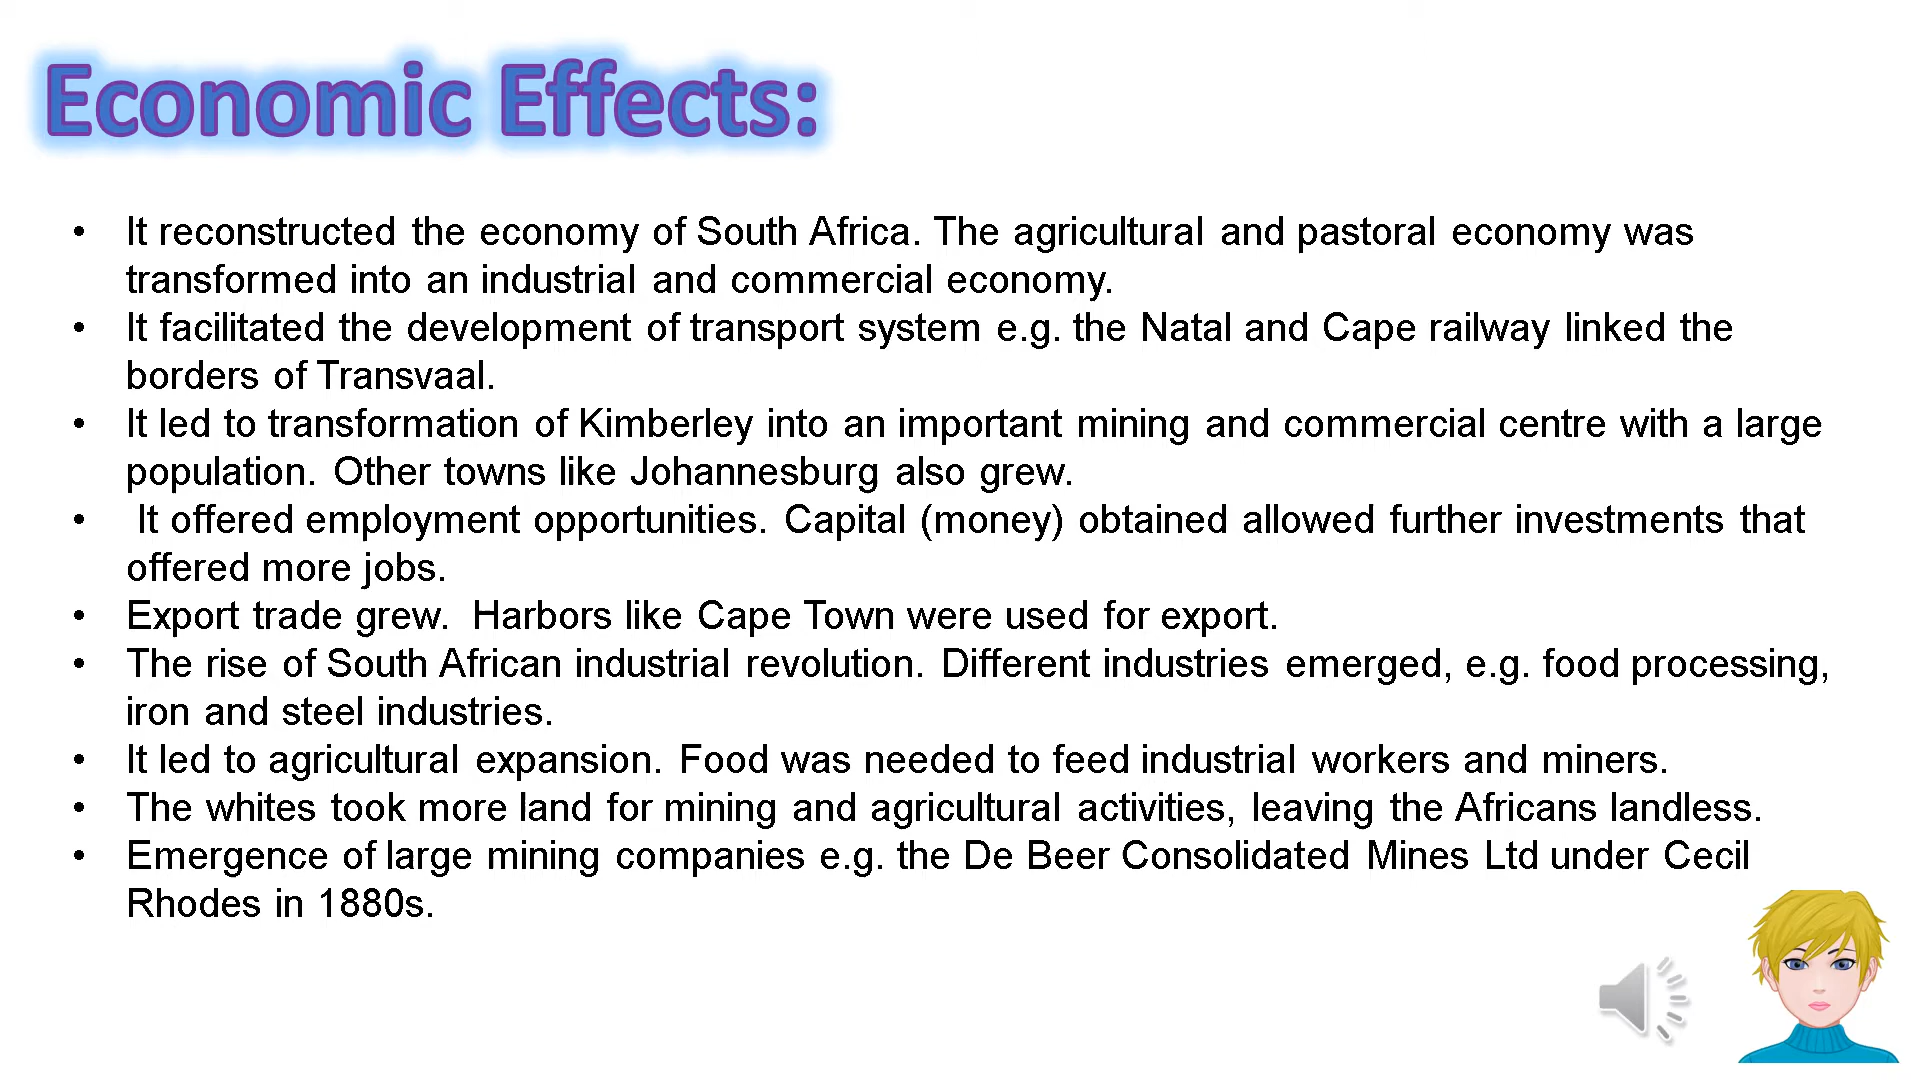 Economic Effects:
• It reconstructed the economy of South Africa. The agricultural and pastoral economy was
transformed into an industrial and commercial economy.
• It facilitated the development of transport system e.g. the Natal and Cape railway linked the
borders of Transvaal.
• It led to transformation of Kimberley into an important mining and commercial centre with a large
population. Other towns like Johannesburg also grew.
• It offered employment opportunities. Capital (money) obtained allowed further investments that
offered more jobs.
• Export trade grew. Harbors like Cape Town were used for export.
• The rise of South African industrial revolution. Different industries emerged, e.g. food processing,
iron and steel industries.
• It led to agricultural expansion. Food was needed to feed industrial workers and miners.
• The whites took more land for mining and agricultural activities, leaving the Africans landless.
• Emergence of large mining companies e.g. the De Beer Consolidated Mines Ltd under Cecil
Rhodes in 1880s.